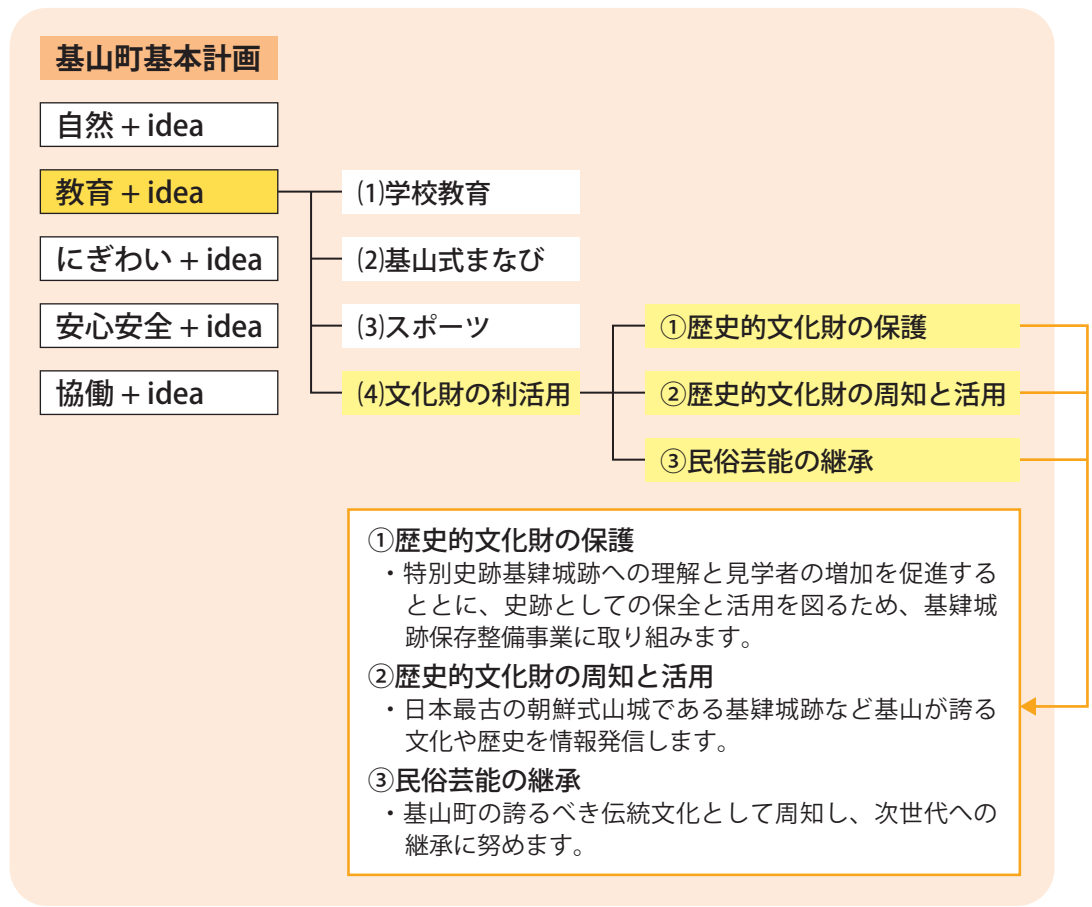 基山町基本計画
自然 + idea
教育 + idea
にぎわい + idea
安心安全 + idea
協働 + idea
⑴学校教育
⑵基山式まなび
⑶スポーツ
⑷文化財の利活用
①歴史的文化財の保護
②歴史的文化財の周知と活用
③民俗芸能の継承
①歴史的文化財の保護
・特別史跡基肄城跡への理解と見学者の増加を促進する
ととに、史跡としての保全と活用を図るため、基肄城
跡保存整備事業に取り組みます。
②歴史的文化財の周知と活用
・日本最古の朝鮮式山城である基肄城跡など基山が誇る
文化や歴史を情報発信します。
③民俗芸能の継承
・基山町の誇るべき伝統文化として周知し、次世代への
継承に努めます。